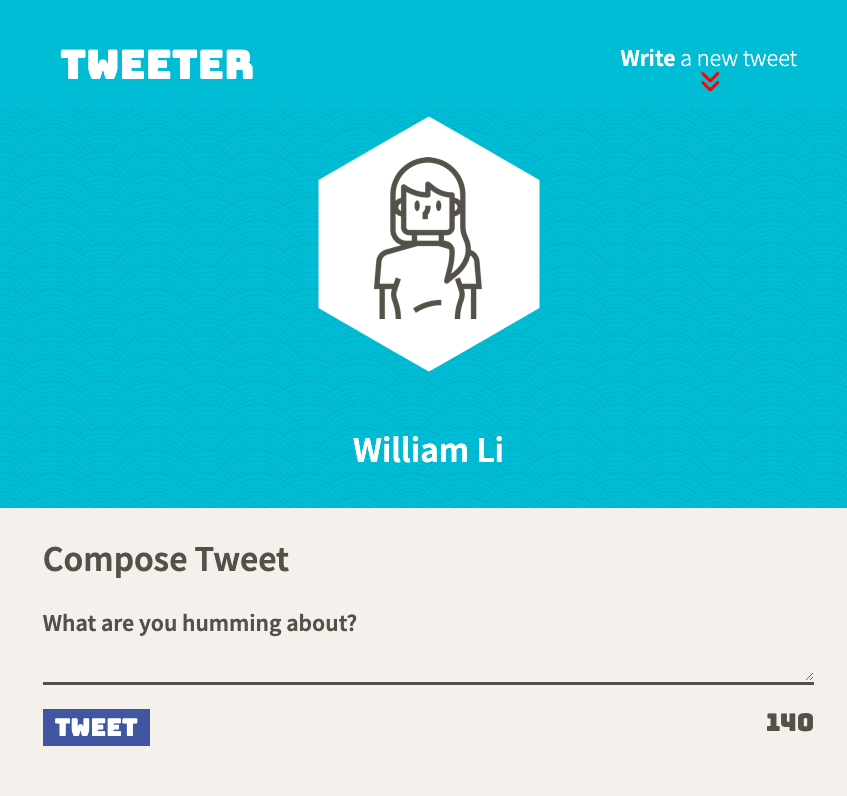 TWEETER
Write a new tweet
William Li
Compose Tweet
What are you humming about?
TWEET
140